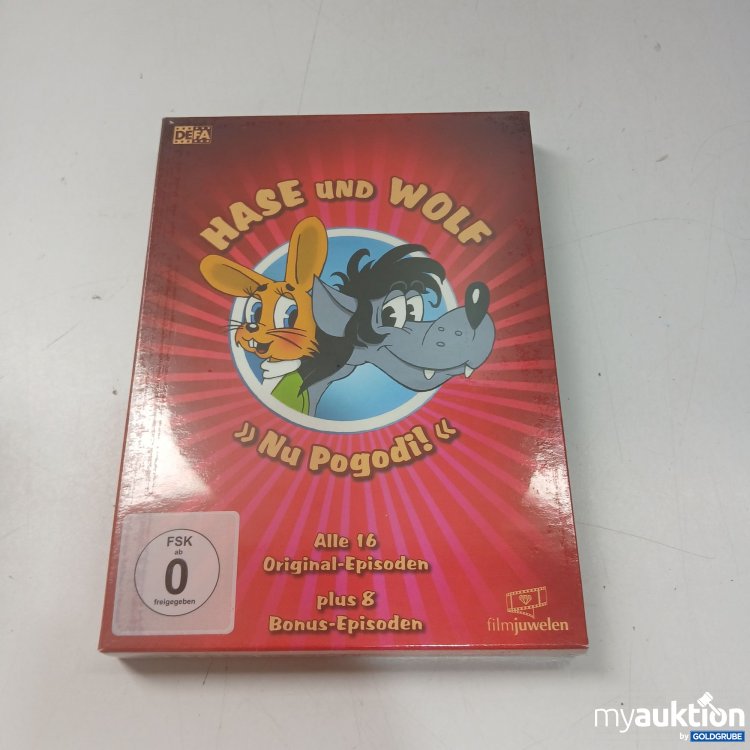 DEFA
HASE UND WOLF
»Nu Pogodi!«
Alle 16
Original-Episoden
plus 8
Bonus-Episoden
FSK
ab
0
freigegeben
filmjuwelen
myauktion
by GOLDGRUBE